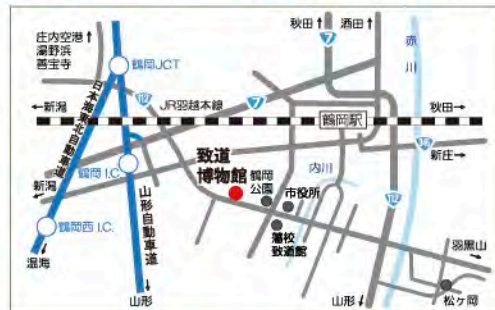 庄内空港↑
湯野浜
善宝寺
秋田↑
酒田↑
7
赤川
鶴岡JCT
112
7
JR羽越本線
←新潟
鶴岡駅
秋田→
日本海東北自動車道
鶴岡 I.C.
致道
博物館
鶴岡
公園
内川
市役所
新庄→
←新潟
山形自動車道
112
鶴岡西 I.C.
藩校
致道館
羽黒山
→
↓
温海
↓
山形
山形↓
松ヶ岡